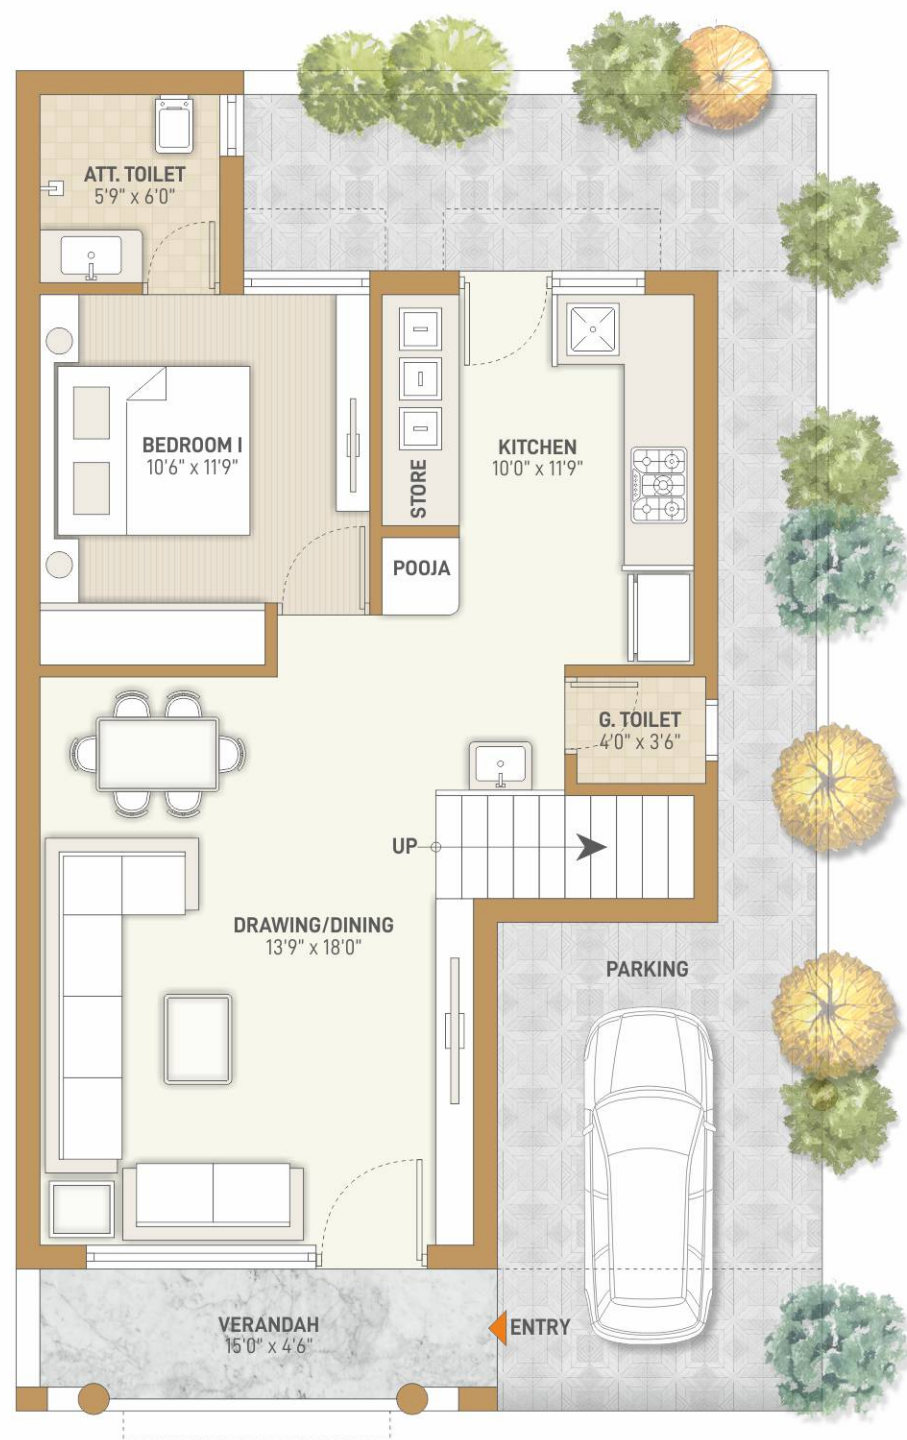 ATT. TOILET
5'9" x 6'0"
BEDROOM I
10'6" x 11'9"
STORE
KITCHEN
10'0" x 11'9"
POOJA
G. TOILET
4'0" x 3'6"
UP
DRAWING/DINING
13'9" x 18'0"
PARKING
VERANDAH
15'0" x 4'6"
ENTRY